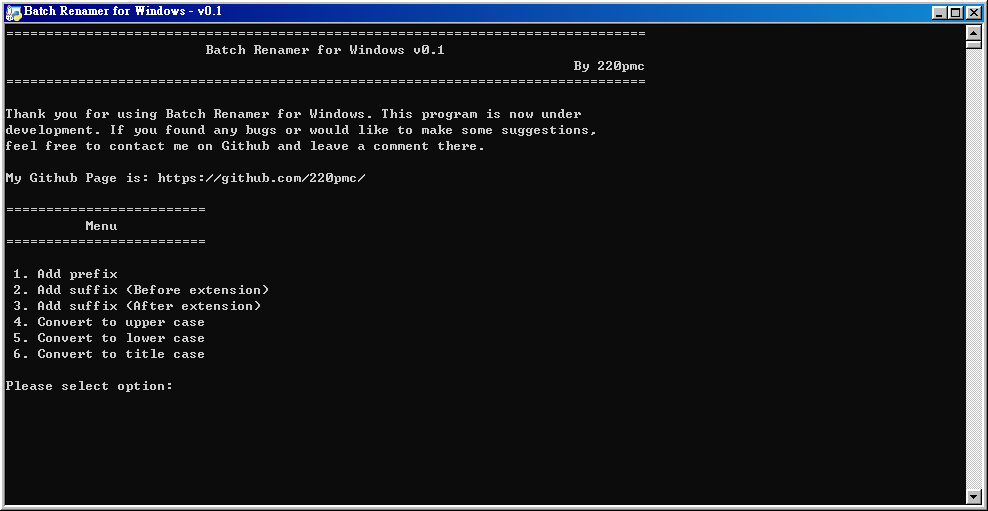 Batch Renamer for Windows - v0.1
================================================================================
Batch Renamer for Windows v0.1
By 220pmc
================================================================================
Thank you for using Batch Renamer for Windows. This program is now under
development. If you found any bugs or would like to make some suggestions,
feel free to contact me on Github and leave a comment there.
My Github Page is: https://github.com/220pmc/
=========================
Menu
=========================
1. Add prefix
2. Add suffix (Before extension)
3. Add suffix (After extension)
4. Convert to upper case
5. Convert to lower case
6. Convert to title case
Please select option: